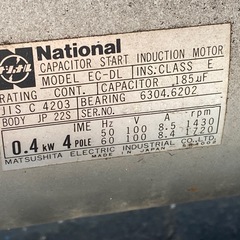 National
CAPACITOR START INDUCTION MOTOR
MODEL EC-DL INS. CLASS E
RATING CONT. CAPACITOR 185μF
JIS C 4203 BEARING 6304.6202
BODY JP 22S SER.NO.
IME Hz V A rpm
0.4 kW 4 POLE 50 100 8.5 1430
60 100 8.4 1720
MATSUSHITA ELECTRIC INDUSTRIAL CO.,LTD.
MADE IN JAPAN